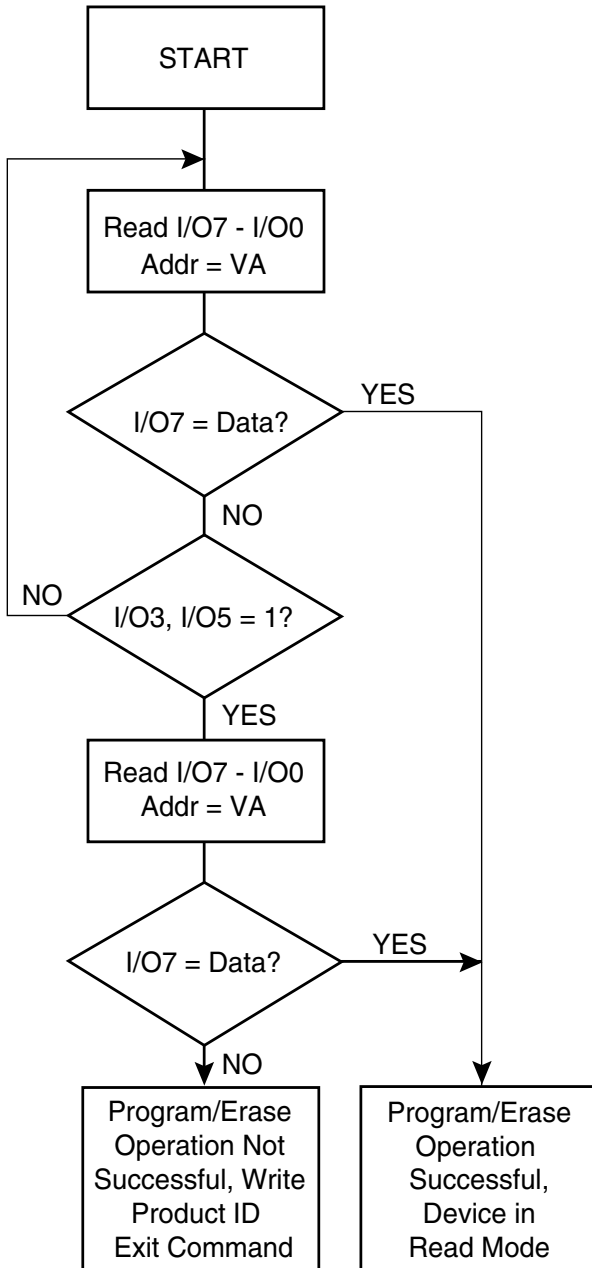 START
Read I/O7 - I/O0
Addr = VA
I/O7 = Data?
YES
NO
I/O3, I/O5 = 1?
NO
YES
Read I/O7 - I/O0
Addr = VA
I/O7 = Data?
YES
NO
Program/Erase
Operation Not
Successful, Write
Product ID
Exit Command
Program/Erase
Operation
Successful,
Device in
Read Mode